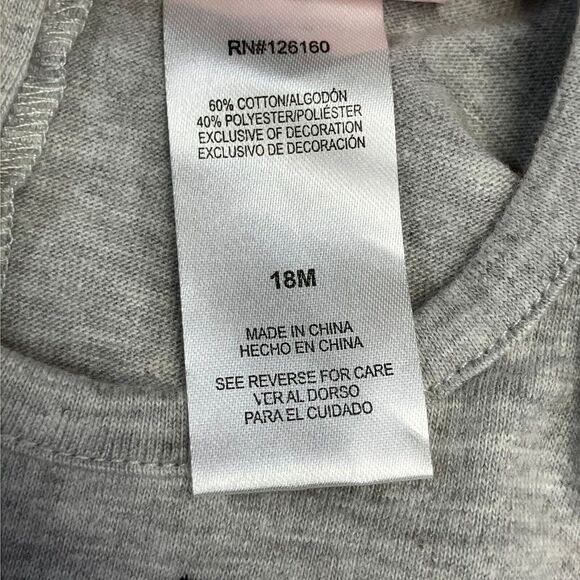 RN#126160
60% COTTON/ALGODÓN
40% POLYESTER/POLIÉSTER
EXCLUSIVE OF DECORATION
EXCLUSIVO DE DECORACIÓN
18M
MADE IN CHINA
HECHO EN CHINA
SEE REVERSE FOR CARE
VER AL DORSO
PARA EL CUIDADO